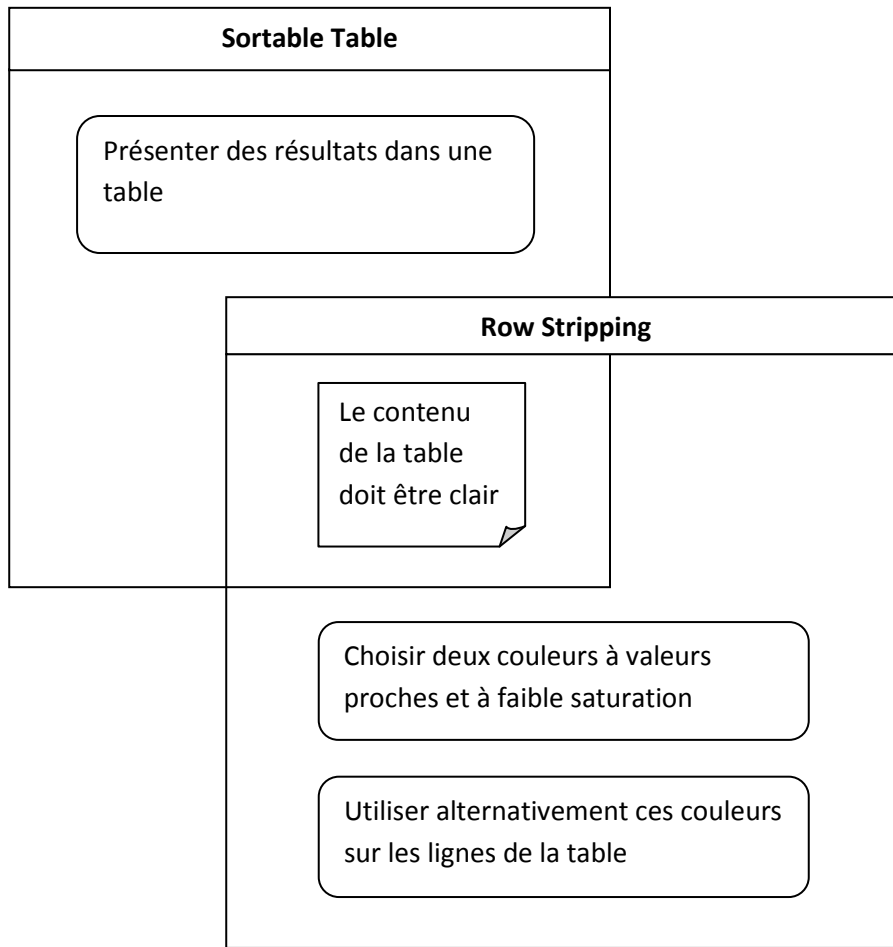 Sortable Table
Présenter des résultats dans une
table
Row Stripping
Le contenu
de la table
doit être clair
Choisir deux couleurs à valeurs
proches et à faible saturation
Utiliser alternativement ces couleurs
sur les lignes de la table